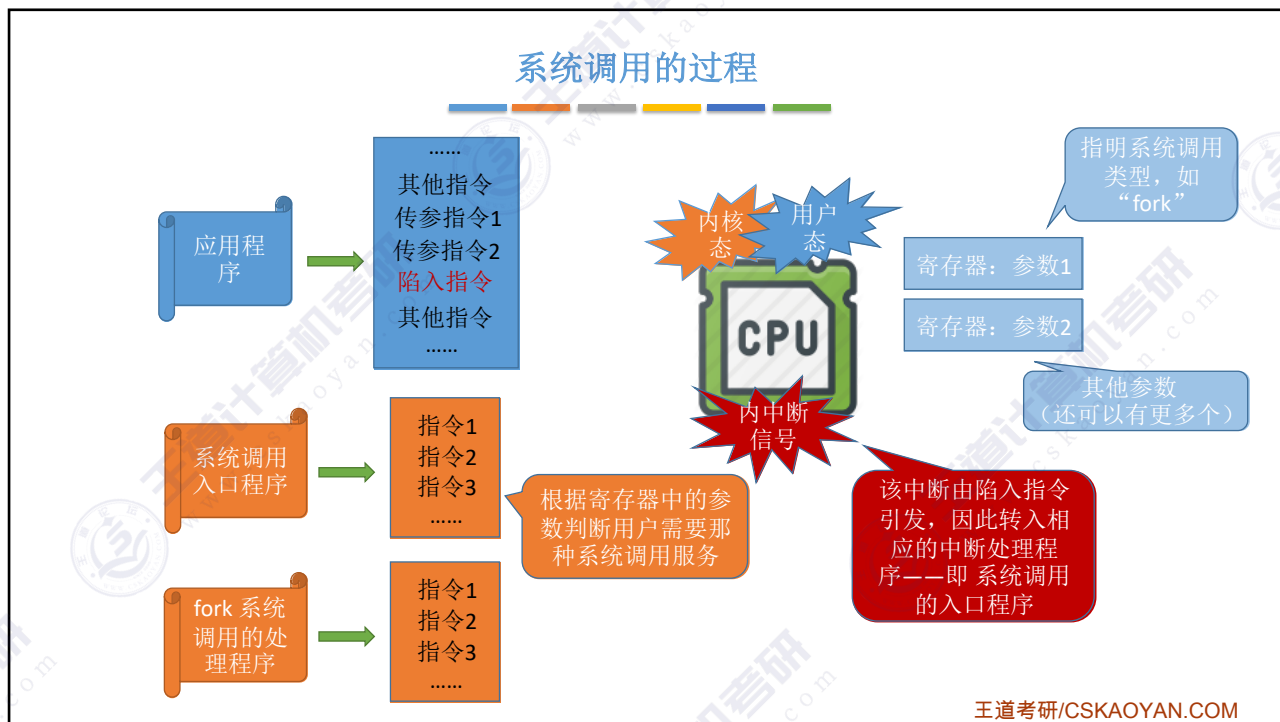 系统调用的过程
应用程
序
……
其他指令
传参指令1
传参指令2
陷入指令
其他指令
……
内核
态
用户
态
CPU
内中断
信号
指明系统调用
类型，如
“fork”
寄存器：参数1
寄存器：参数2
其他参数
（还可以有更多个）
系统调用
入口程序
指令1
指令2
指令3
……
根据寄存器中的参
数判断用户需要那
种系统调用服务
该中断由陷入指令
引发，因此转入相
应的中断处理程
序——即 系统调用
的入口程序
fork 系统
调用的处
理程序
指令1
指令2
指令3
……
王道考研/CSKAOYAN.COM